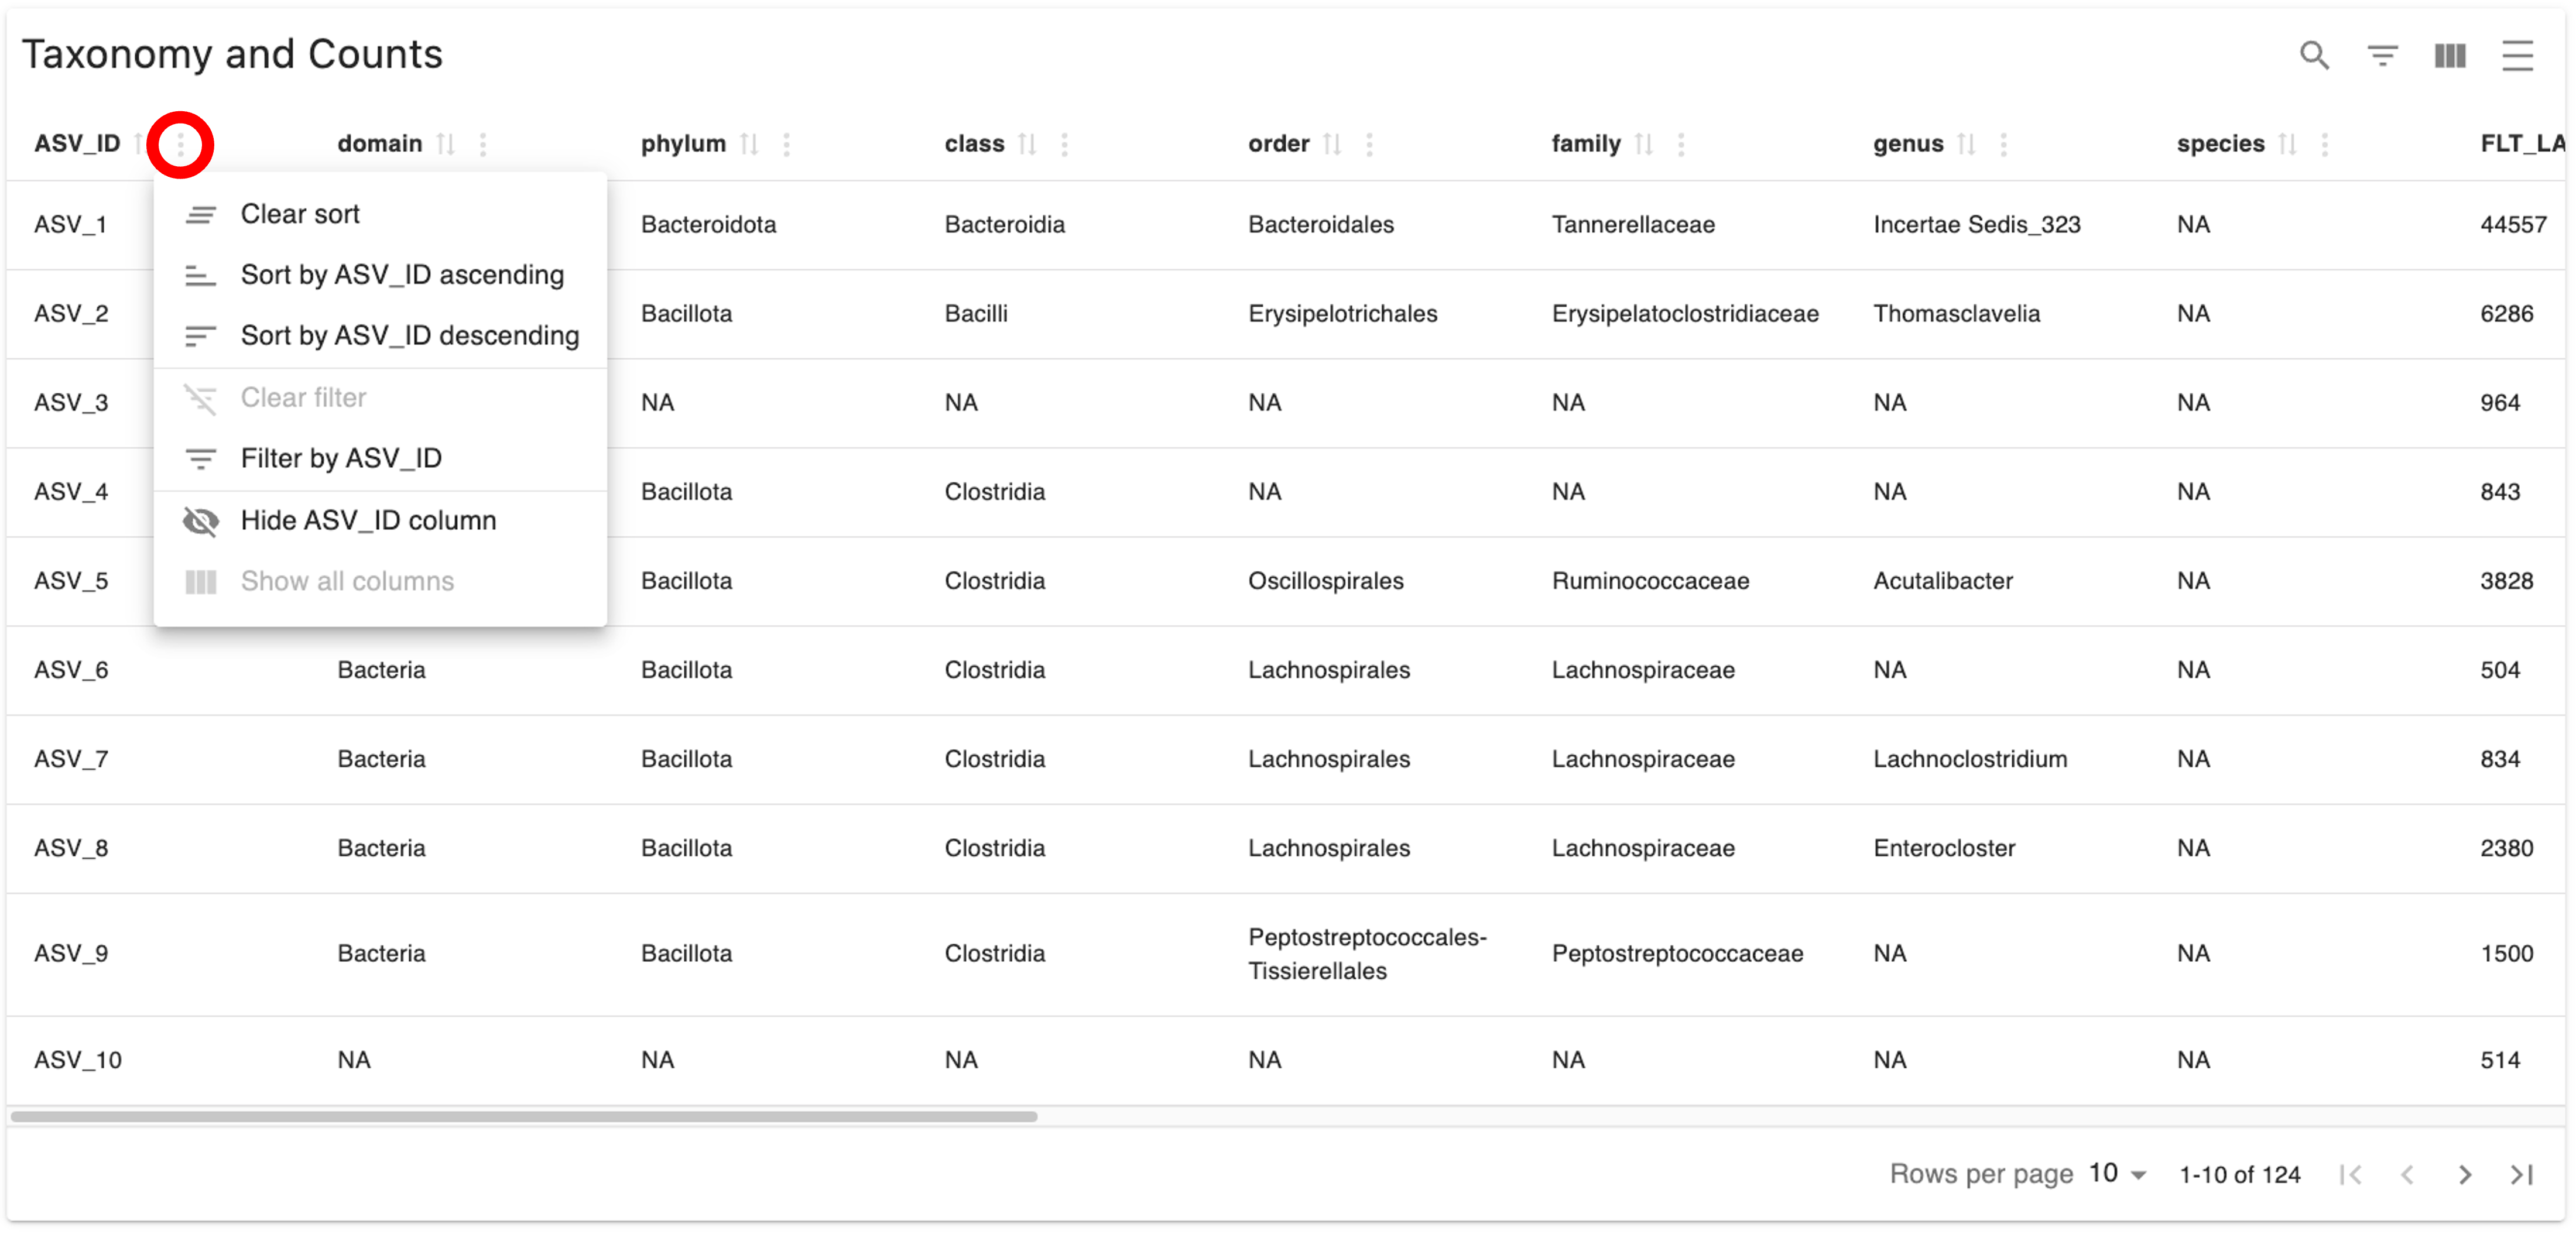 Taxonomy and Counts
ASV_ID domain phylum class order family genus species FLT_LA
Clear sort
Sort by ASV_ID ascending
Sort by ASV_ID descending
Clear filter
Filter by ASV_ID
Hide ASV_ID column
Show all columns
ASV_1 Bacteroidota Bacteroidia Bacteroidales Tannerellaceae Incertae Sedis_323 NA 44557
ASV_2 Bacillota Bacilli Erysipelotrichales Erysipelatoclostridiaceae Thomasclavelia NA 6286
ASV_3 NA NA NA NA NA NA 964
ASV_4 Bacillota Clostridia NA NA NA NA 843
ASV_5 Bacillota Clostridia Oscillospirales Ruminococcaceae Acutalibacter NA 3828
ASV_6 Bacteria Bacillota Clostridia Lachnospirales Lachnospiraceae NA NA 504
ASV_7 Bacteria Bacillota Clostridia Lachnospirales Lachnospiraceae Lachnoclostridium NA 834
ASV_8 Bacteria Bacillota Clostridia Lachnospirales Lachnospiraceae Enterocloster NA 2380
ASV_9 Bacteria Bacillota Clostridia Peptostreptococcales-
Tissierellales Peptostreptococcaceae NA NA 1500
ASV_10 NA NA NA NA NA NA NA 514
Rows per page 10 1-10 of 124